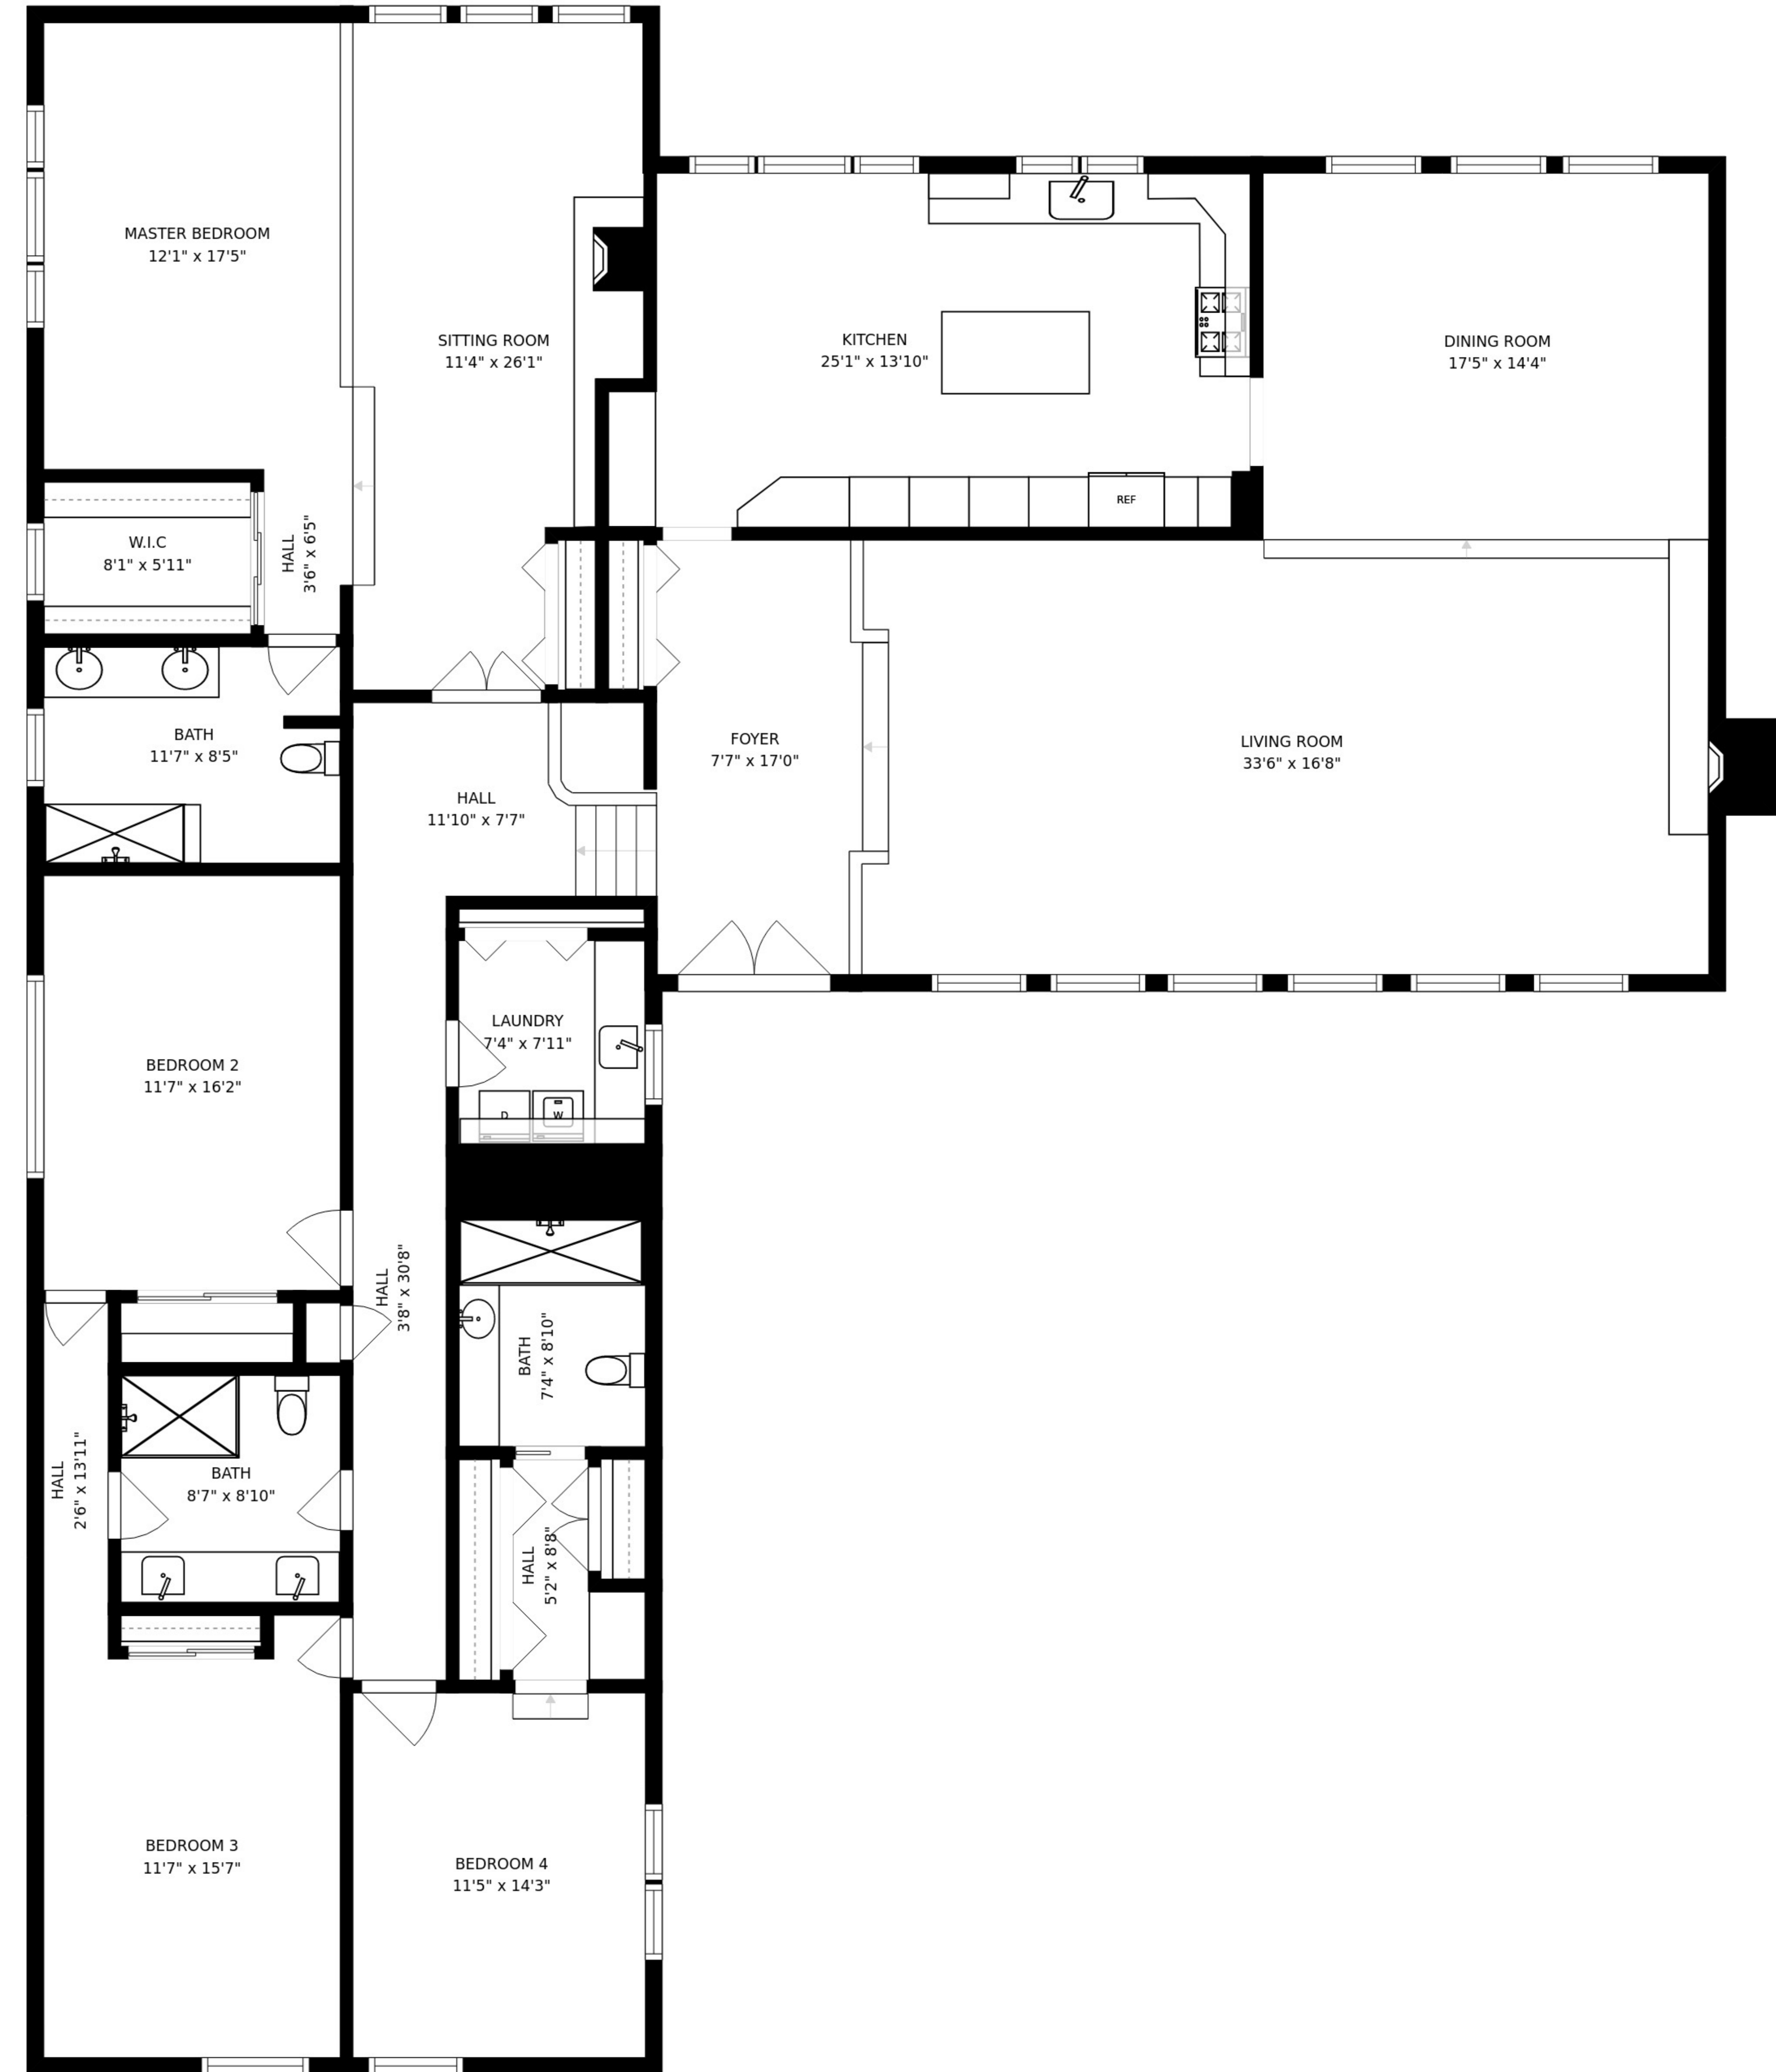 MASTER BEDROOM
12'1" x 17'5"
SITTING ROOM
11'4" x 26'1"
KITCHEN
25'1" x 13'10"
DINING ROOM
17'5" x 14'4"
REF
W.I.C
8'1" x 5'11"
HALL
3'6" x 6'5"
BATH
11'7" x 8'5"
FOYER
7'7" x 17'0"
LIVING ROOM
33'6" x 16'8"
HALL
11'10" x 7'7"
LAUNDRY
7'4" x 7'11"
D
W
BEDROOM 2
11'7" x 16'2"
HALL
3'8" x 30'8"
BATH
7'4" x 8'10"
HALL
2'6" x 13'11"
BATH
8'7" x 8'10"
HALL
5'2" x 8'8"
BEDROOM 3
11'7" x 15'7"
BEDROOM 4
11'5" x 14'3"